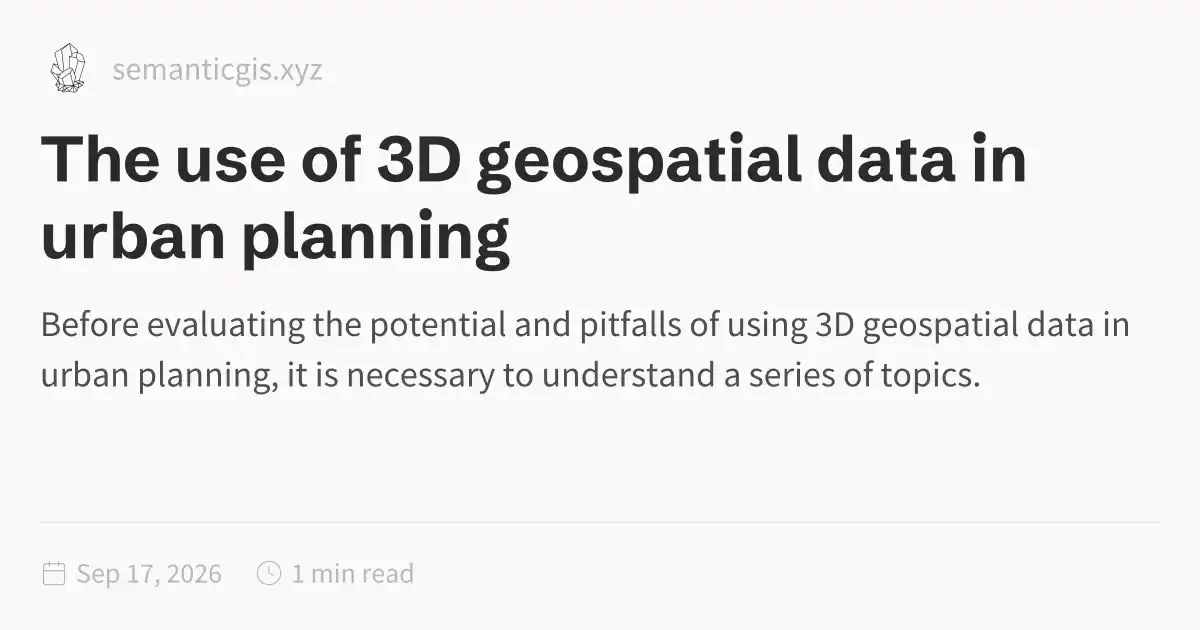 semanticgis.xyz
The use of 3D geospatial data in
urban planning
Before evaluating the potential and pitfalls of using 3D geospatial data in
urban planning, it is necessary to understand a series of topics.
Sep 17, 2026 1 min read